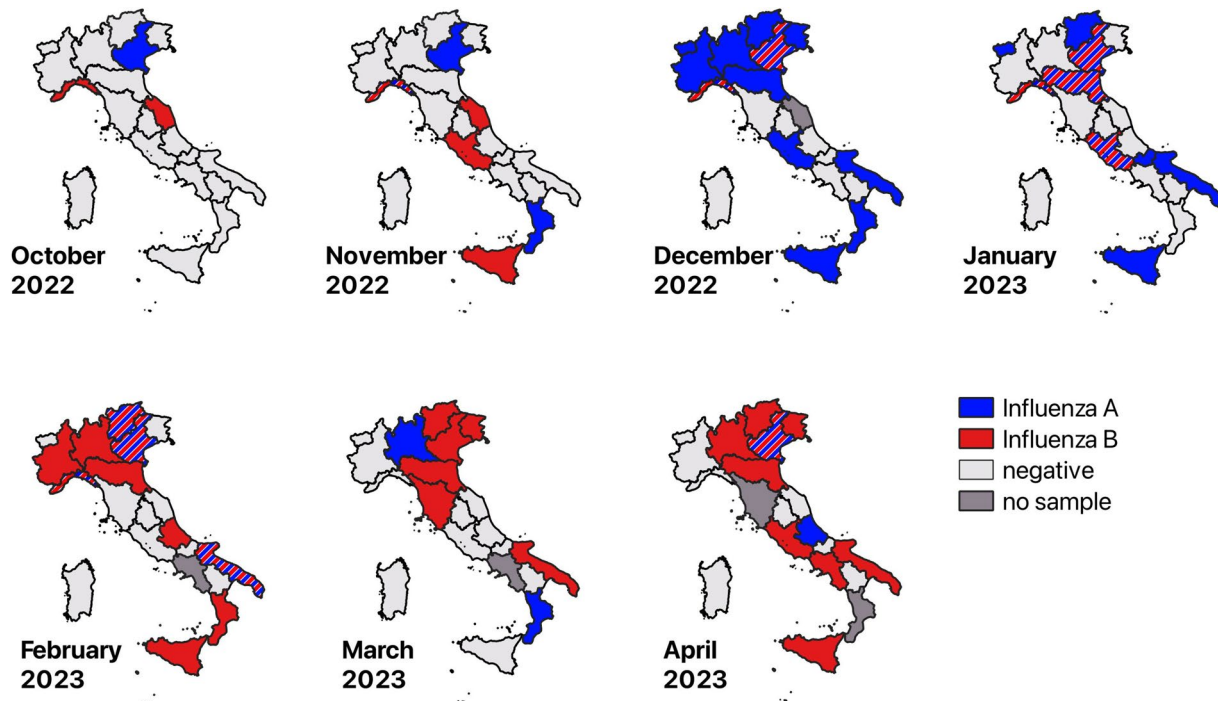 October
2022
November
2022
December
2022
January
2023
February
2023
March
2023
April
2023
Influenza A
Influenza B
negative
no sample